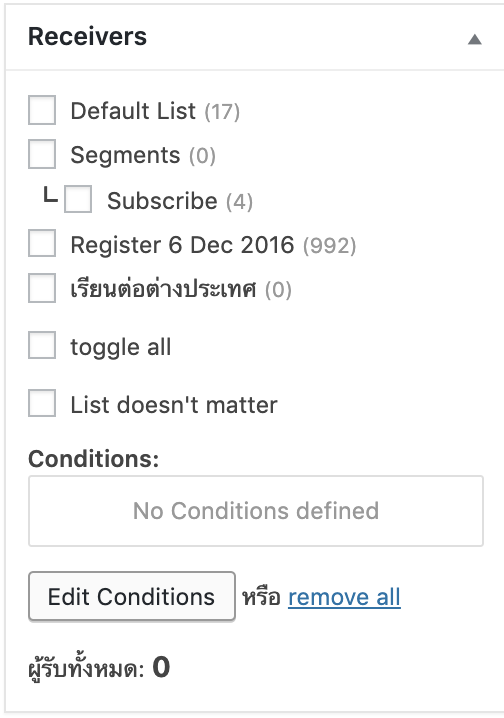 Receivers
Default List (17)
Segments (0)
Subscribe (4)
Register 6 Dec 2016 (992)
เรียนต่อต่างประเทศ (0)
toggle all
List doesn't matter
Conditions:
No Conditions defined
Edit Conditions หรือ remove all
ผู้รับทั้งหมด: 0